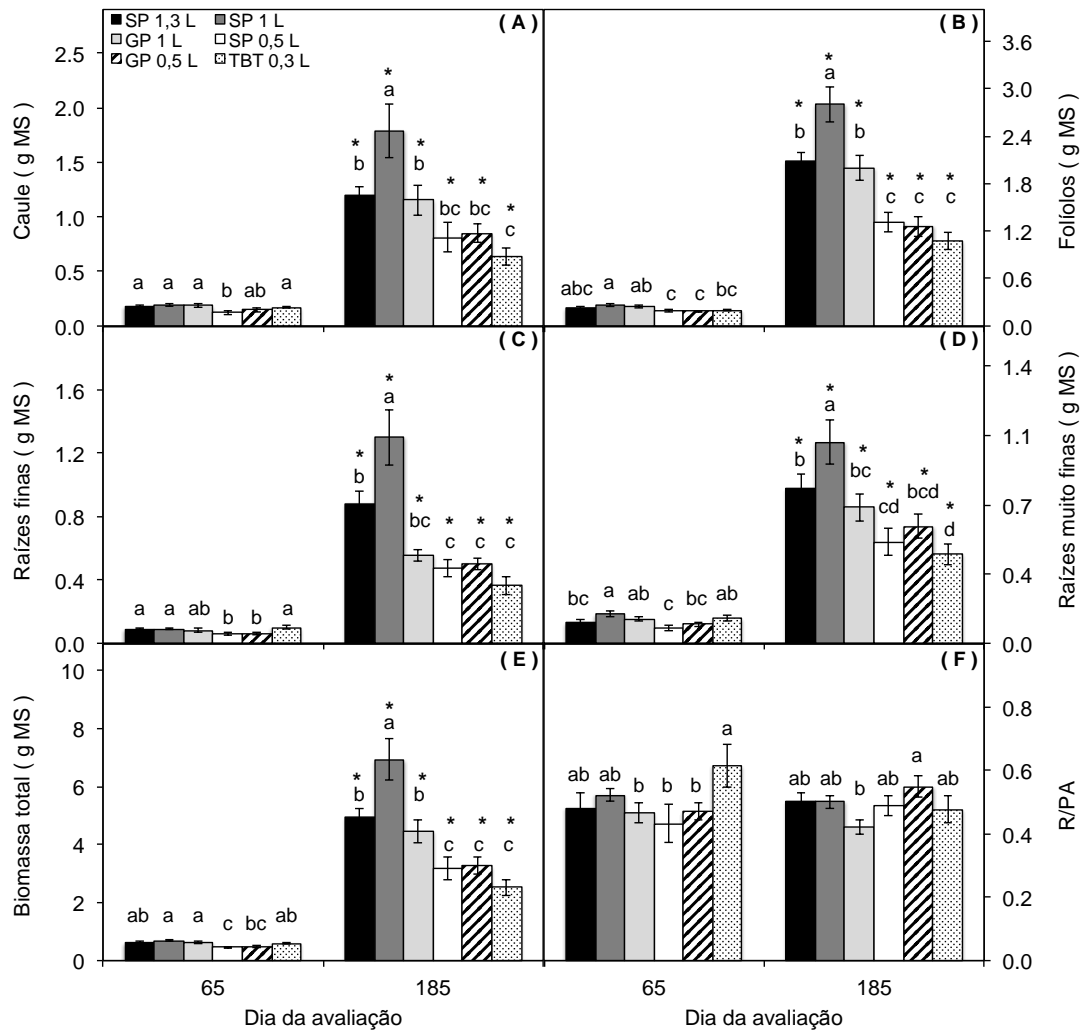 SP 1,3 L SP 1 L
GP 1 L SP 0,5 L
GP 0,5 L TBT 0,3 L
( A )
Caule ( g MS )
2.5
2.0
1.5
1.0
0.5
0.0
a a a b ab a
* * * * * *
b a b bc bc c
( B )
Folíolos ( g MS )
3.6
3.0
2.4
1.8
1.2
0.6
0.0
abc a ab c c bc
* * * * * *
b a b c c c
( C )
Raízes finas ( g MS )
1.6
1.2
0.8
0.4
0.0
a a ab b b a
* * * * * *
b a bc c c c
( D )
Raízes muito finas ( g MS )
1.4
1.1
0.7
0.4
0.0
bc a ab c bc ab
* * * * * *
b a bc cd bcd d
( E )
Biomassa total ( g MS )
10
8
6
4
2
0
ab a a c bc ab
* * * * * *
b a b c c c
( F )
R/PA
0.8
0.6
0.4
0.2
0.0
ab ab b b b a
ab ab b ab a ab
65 185 65 185
Dia da avaliação Dia da avaliação